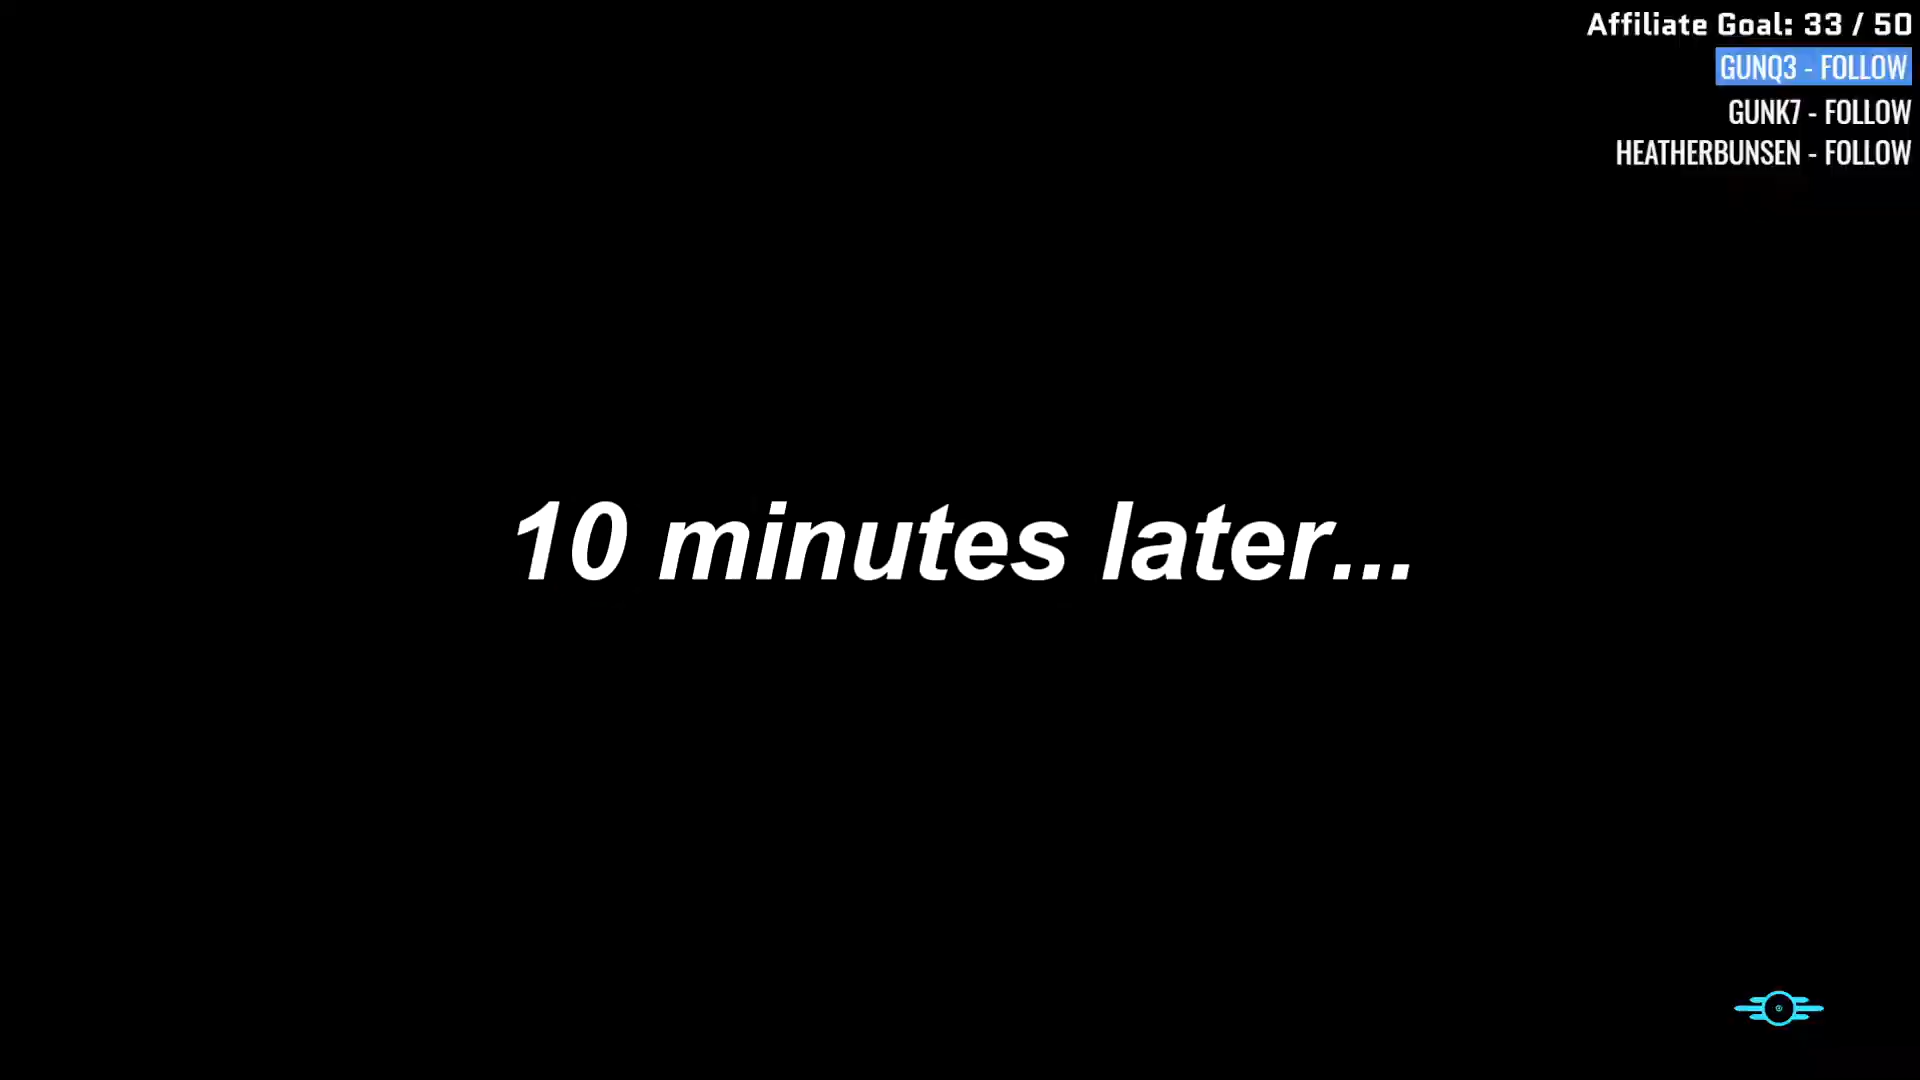 Affiliate Goal: 33 / 50
GUNQ3 - FOLLOW
GUNK7 - FOLLOW
HEATHERBUNSEN - FOLLOW
10 minutes later...